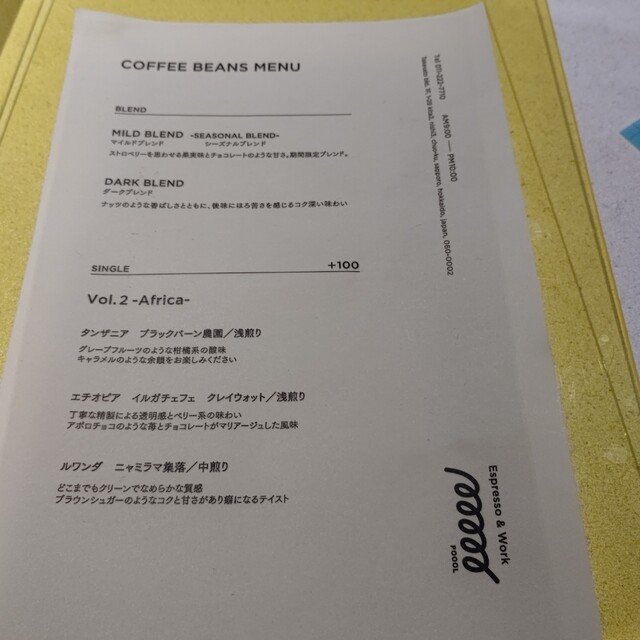 COFFEE BEANS MENU
BLEND
MILD BLEND -SEASONAL BLEND-
マイルドブレンド シーズナルブレンド
ストロベリーを思わせる果実味とチョコレートのような甘さ。期間限定ブレンド。
DARK BLEND
ダークブレンド
ナッツのような香ばしさとともに、後味にほろ苦さを感じるコク深い味わい
SINGLE +100
Vol. 2 -Africa-
タンザニア ブラックバーン農園／浅煎り
グレープフルーツのような柑橘系の酸味
キャラメルのような余韻をお楽しみください
エチオピア イルガチェフェ クレイウォット／浅煎り
丁寧な精製による透明感とベリー系の味わい
アポロチョコのような苺とチョコレートがマリアージュした風味
ルワンダ ニャミラマ集落／中煎り
どこまでもクリーンでなめらかな質感
ブラウンシュガーのようなコクと甘さがあり癖になるテイスト
Tel 011-222-1710 AM9:00 — PM10:00
nishi3, chuo-ku, sapporo, hokkaido, japan, 060-0002
Espresso & Work
POOOL